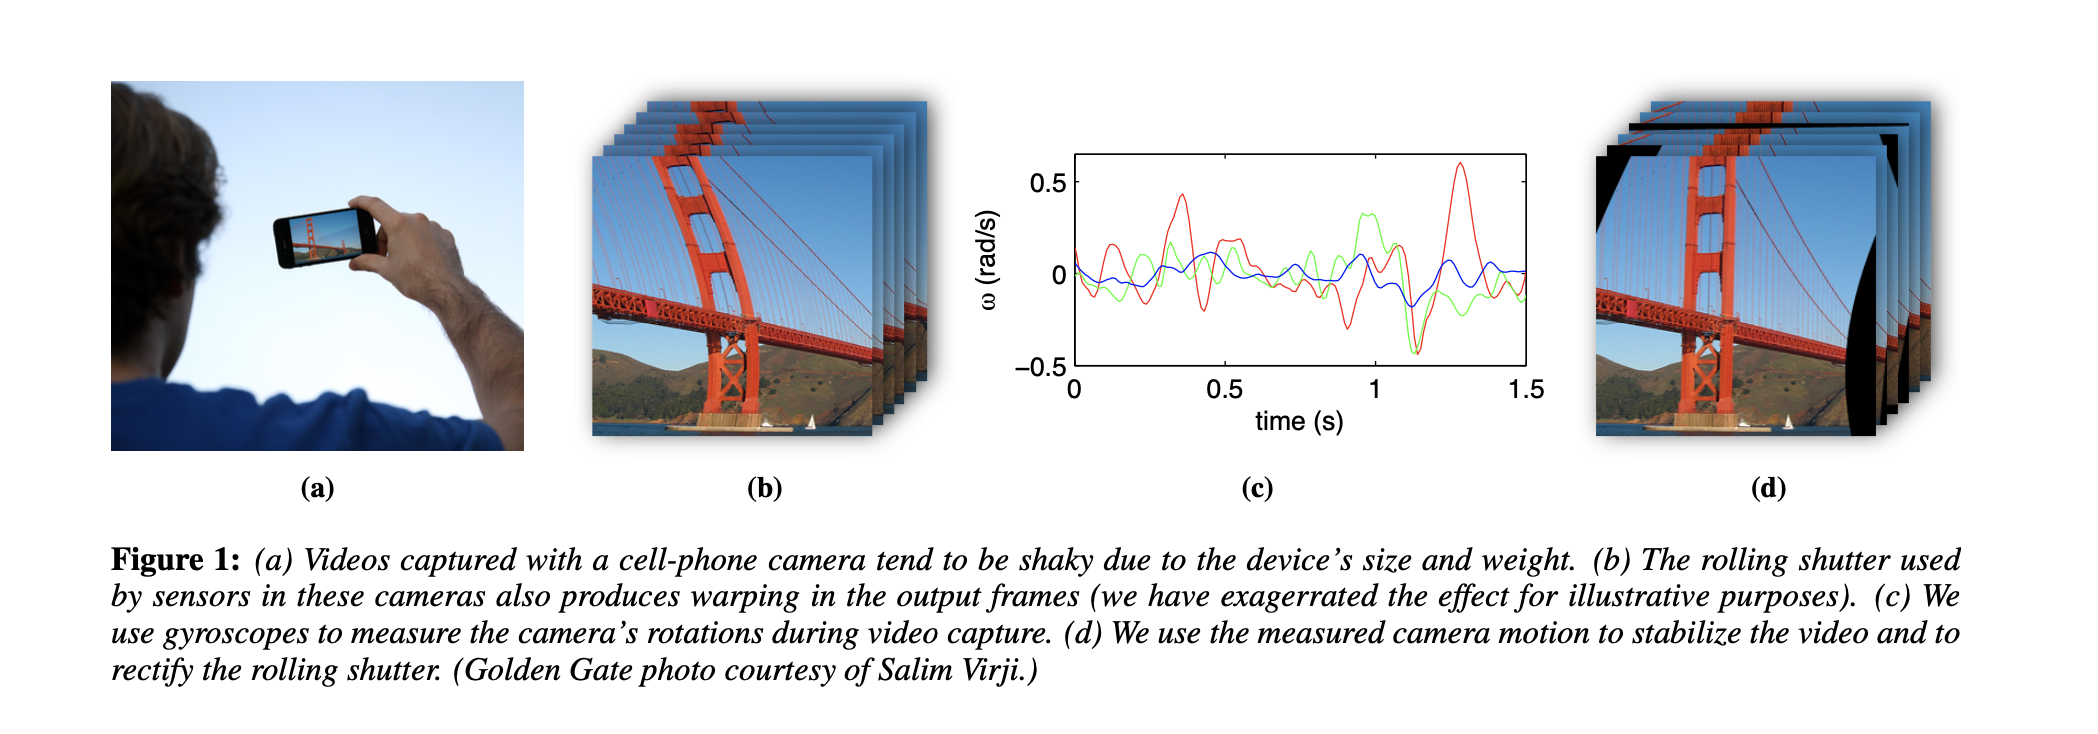 0.5
0
−0.5
ω (rad/s)
0 0.5 1 1.5
time (s)
(a) (b) (c) (d)
Figure 1: (a) Videos captured with a cell-phone camera tend to be shaky due to the device’s size and weight. (b) The rolling shutter used
by sensors in these cameras also produces warping in the output frames (we have exagerrated the effect for illustrative purposes). (c) We
use gyroscopes to measure the camera’s rotations during video capture. (d) We use the measured camera motion to stabilize the video and to
rectify the rolling shutter. (Golden Gate photo courtesy of Salim Virji.)